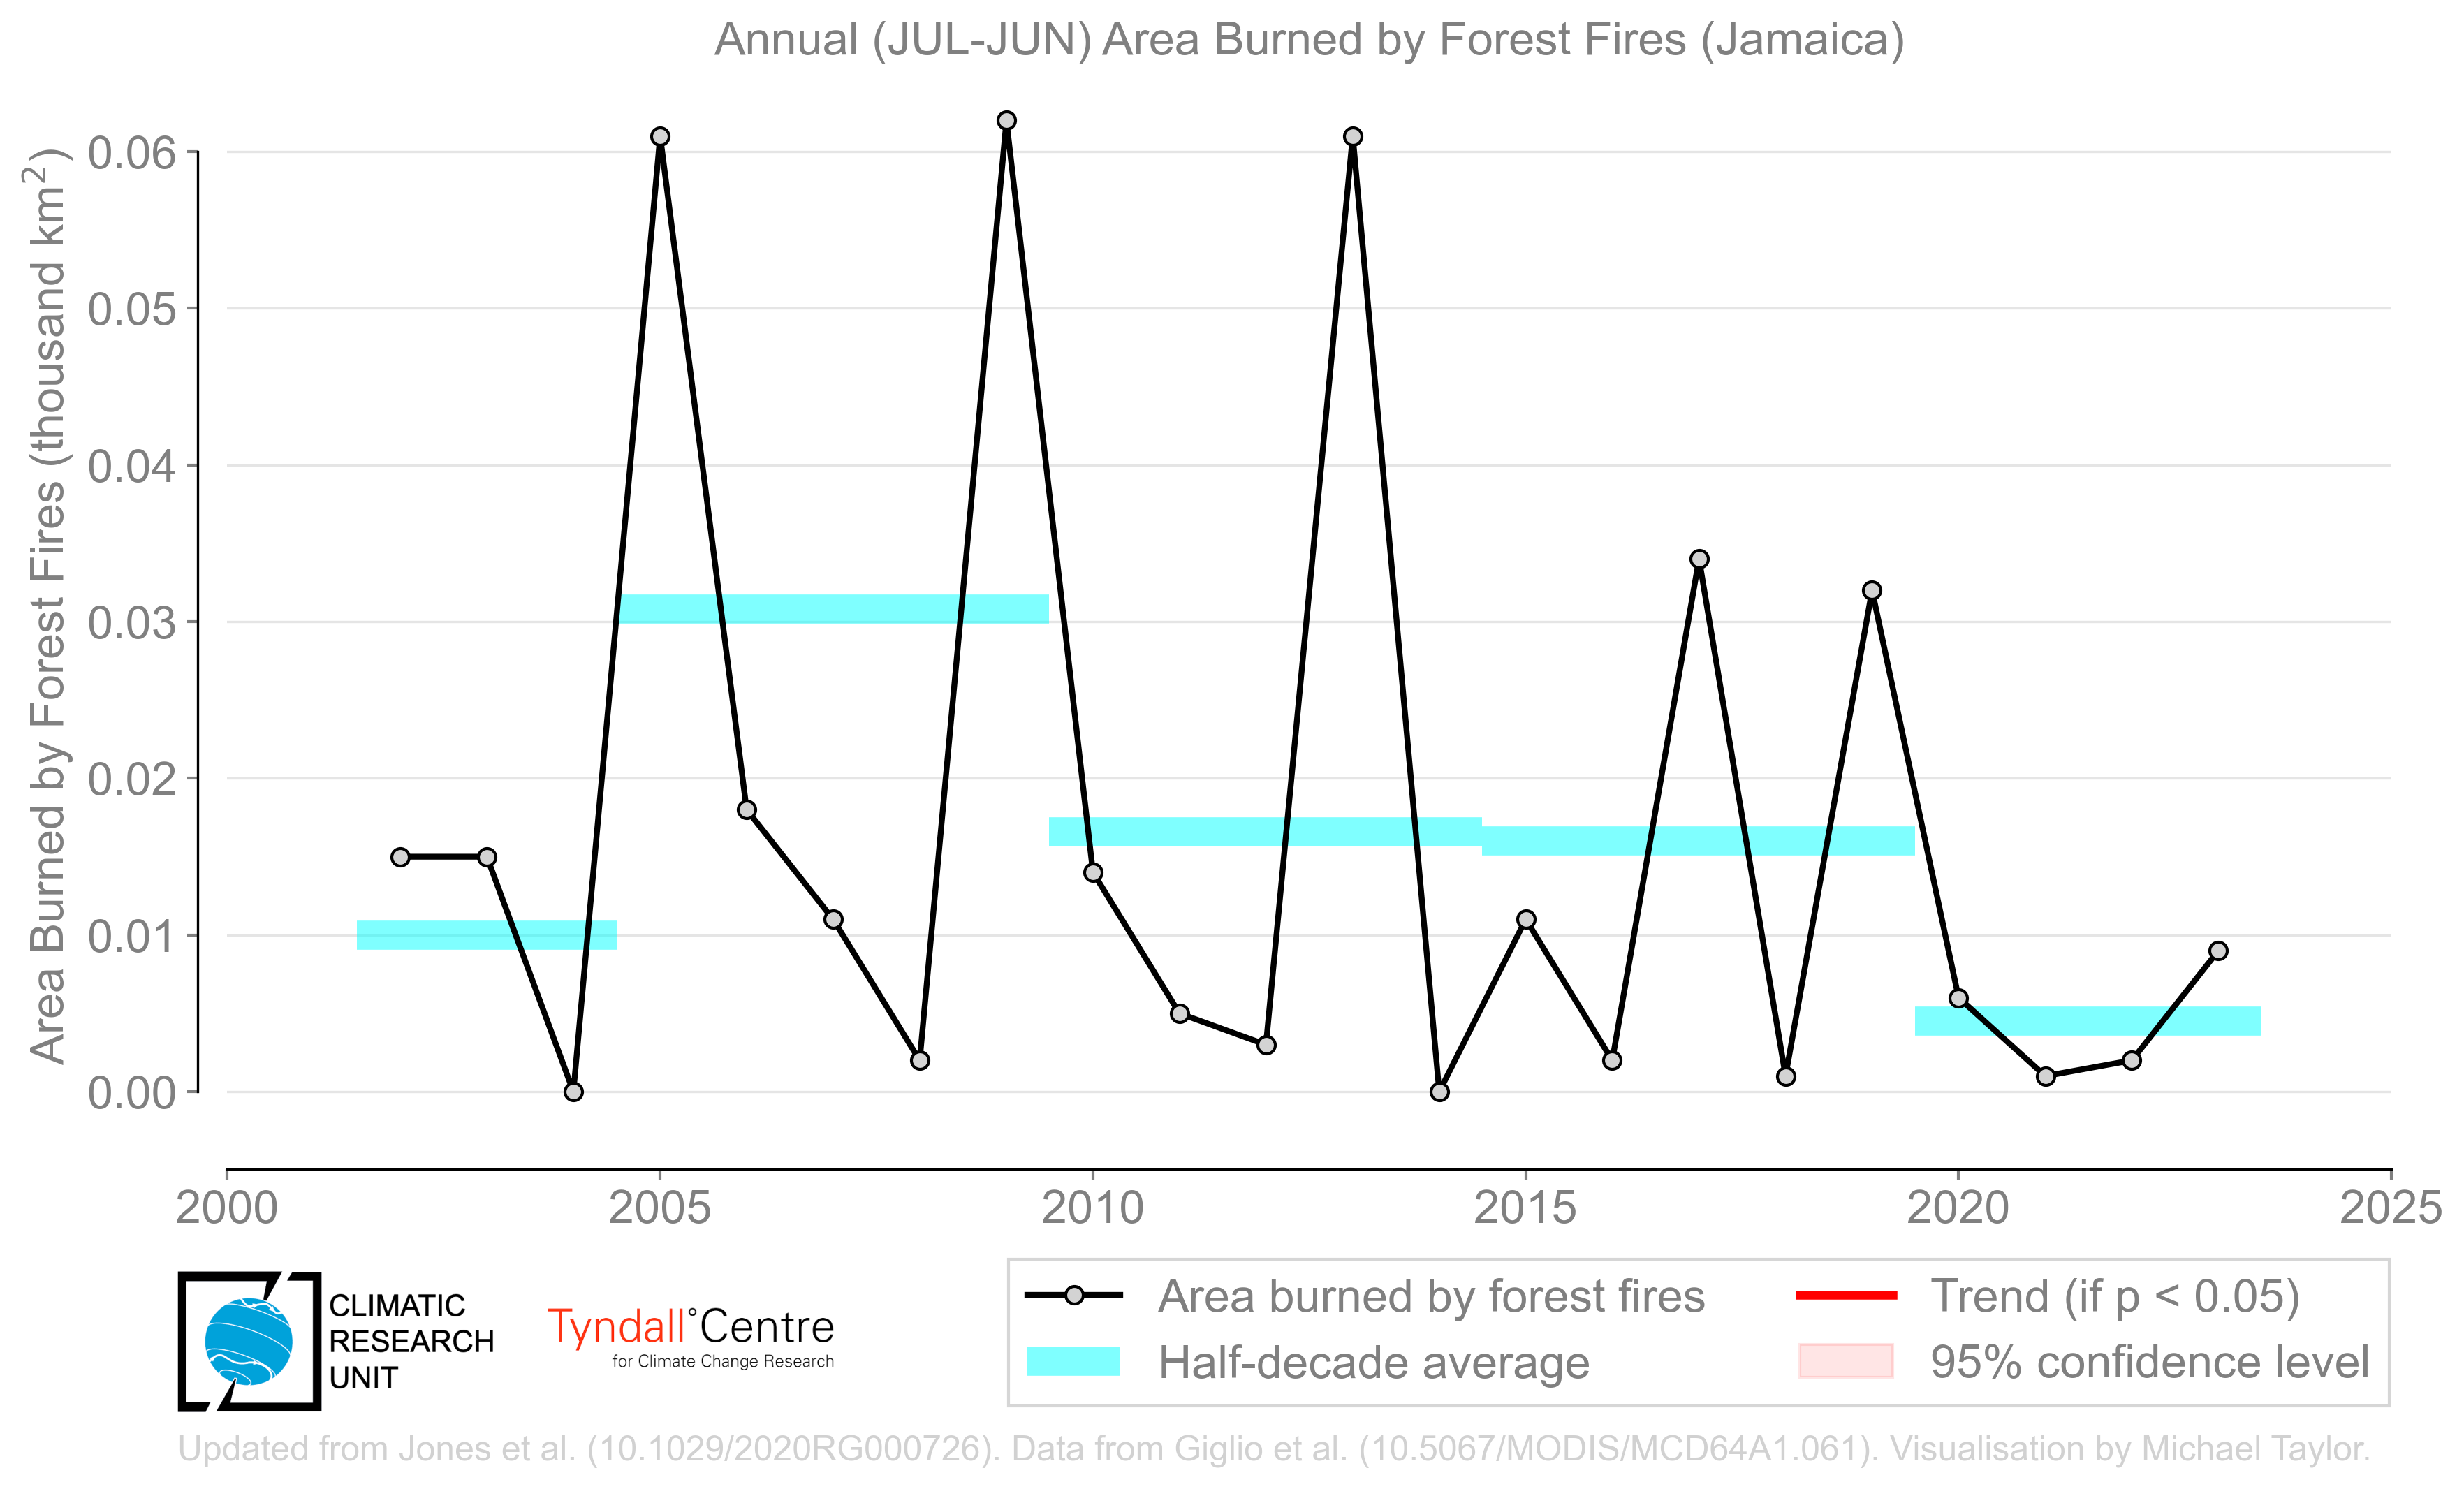 Annual (JUL-JUN) Area Burned by Forest Fires (Jamaica)
Area Burned by Forest Fires (thousand km²)
0.06
0.05
0.04
0.03
0.02
0.01
0.00
2000 2005 2010 2015 2020 2025
CLIMATIC
RESEARCH
UNIT
Tyndall°Centre
for Climate Change Research
Area burned by forest fires
Half-decade average
Trend (if p < 0.05)
95% confidence level
Updated from Jones et al. (10.1029/2020RG000726). Data from Giglio et al. (10.5067/MODIS/MCD64A1.061). Visualisation by Michael Taylor.